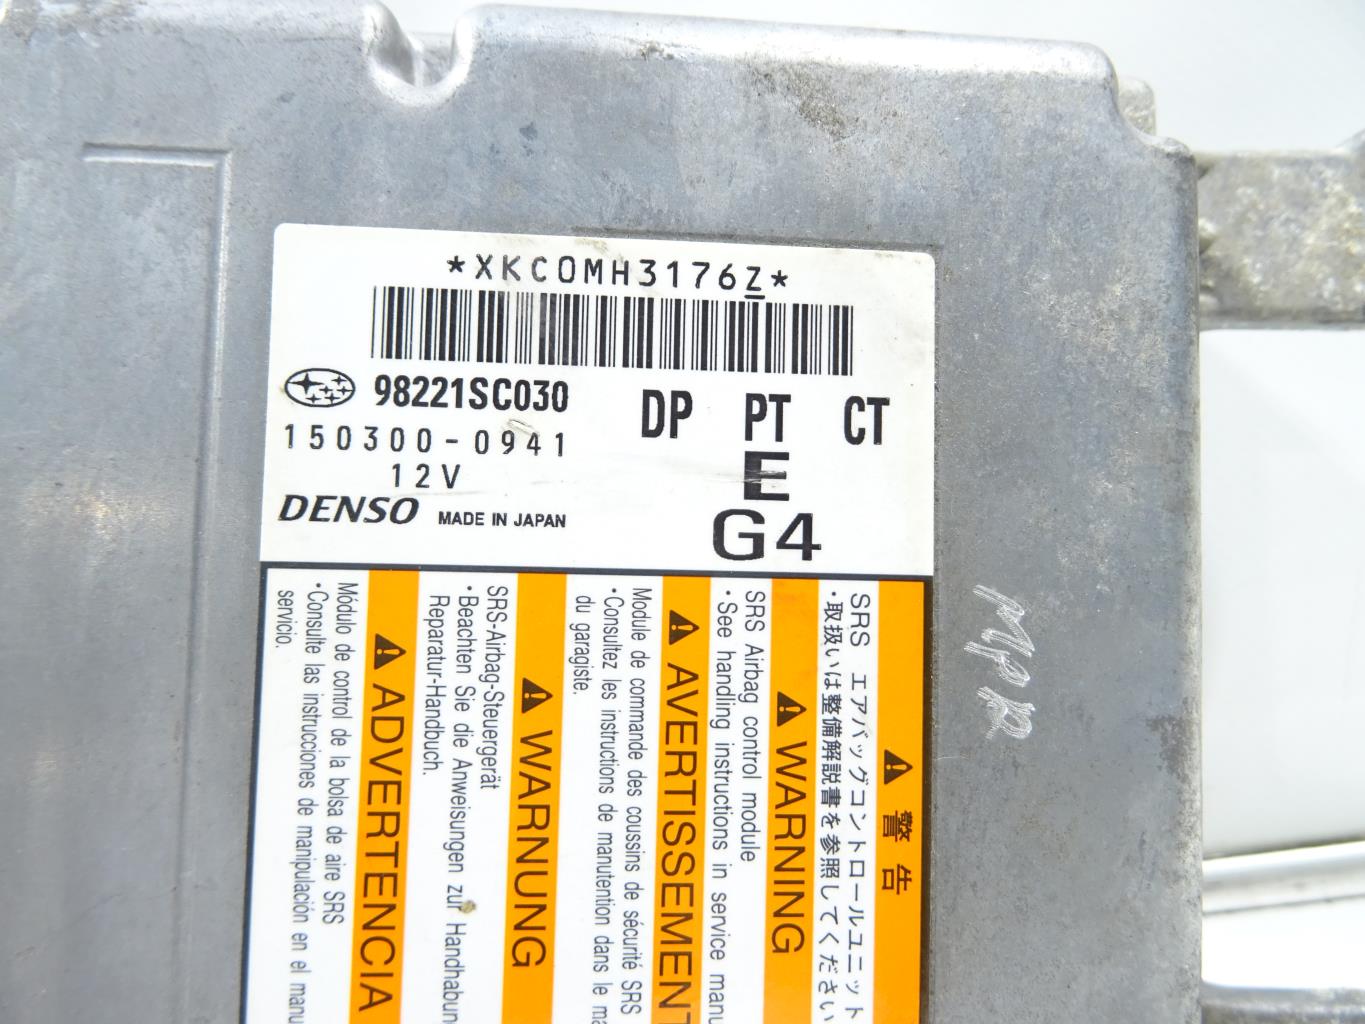 *XKC0MH3176Z*
98221SC030
DP PT CT
150300-0941
E
12V
G4
DENSO MADE IN JAPAN
警告
SRS エアバッグコントロールユニット
・取扱いは整備解説書を参照してください
WARNING
SRS Airbag control module
・See handling instructions in service manu
AVERTISSEMENT
Module de commande des coussins de sécurité SRS
・Consultez les instructions de manutention dans le ma
du garagiste.
WARNUNG
SRS-Airbag-Steuergerät
・Beachten Sie die Anweisungen zur Handhabun
Reparatur-Handbuch.
ADVERTENCIA
Módulo de control de la bolsa de aire SRS
・Consulte las instrucciones de manipulación en el manu
servicio.
MPR